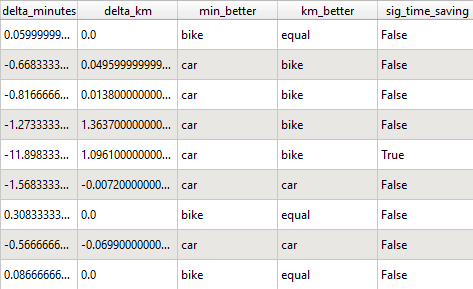 delta_minutes delta_km min_better km_better sig_time_saving
0.05999999... 0.0 bike equal False
-0.6683333... 0.049599999999... car bike False
-0.8166666... 0.013800000000... car bike False
-1.2733333... 1.363700000000... car bike False
-11.898333... 1.096100000000... car bike True
-1.5683333... -0.00720000000... car car False
0.30833333... 0.0 bike equal False
-0.5666666... -0.06990000000... car car False
0.08666666... 0.0 bike equal False